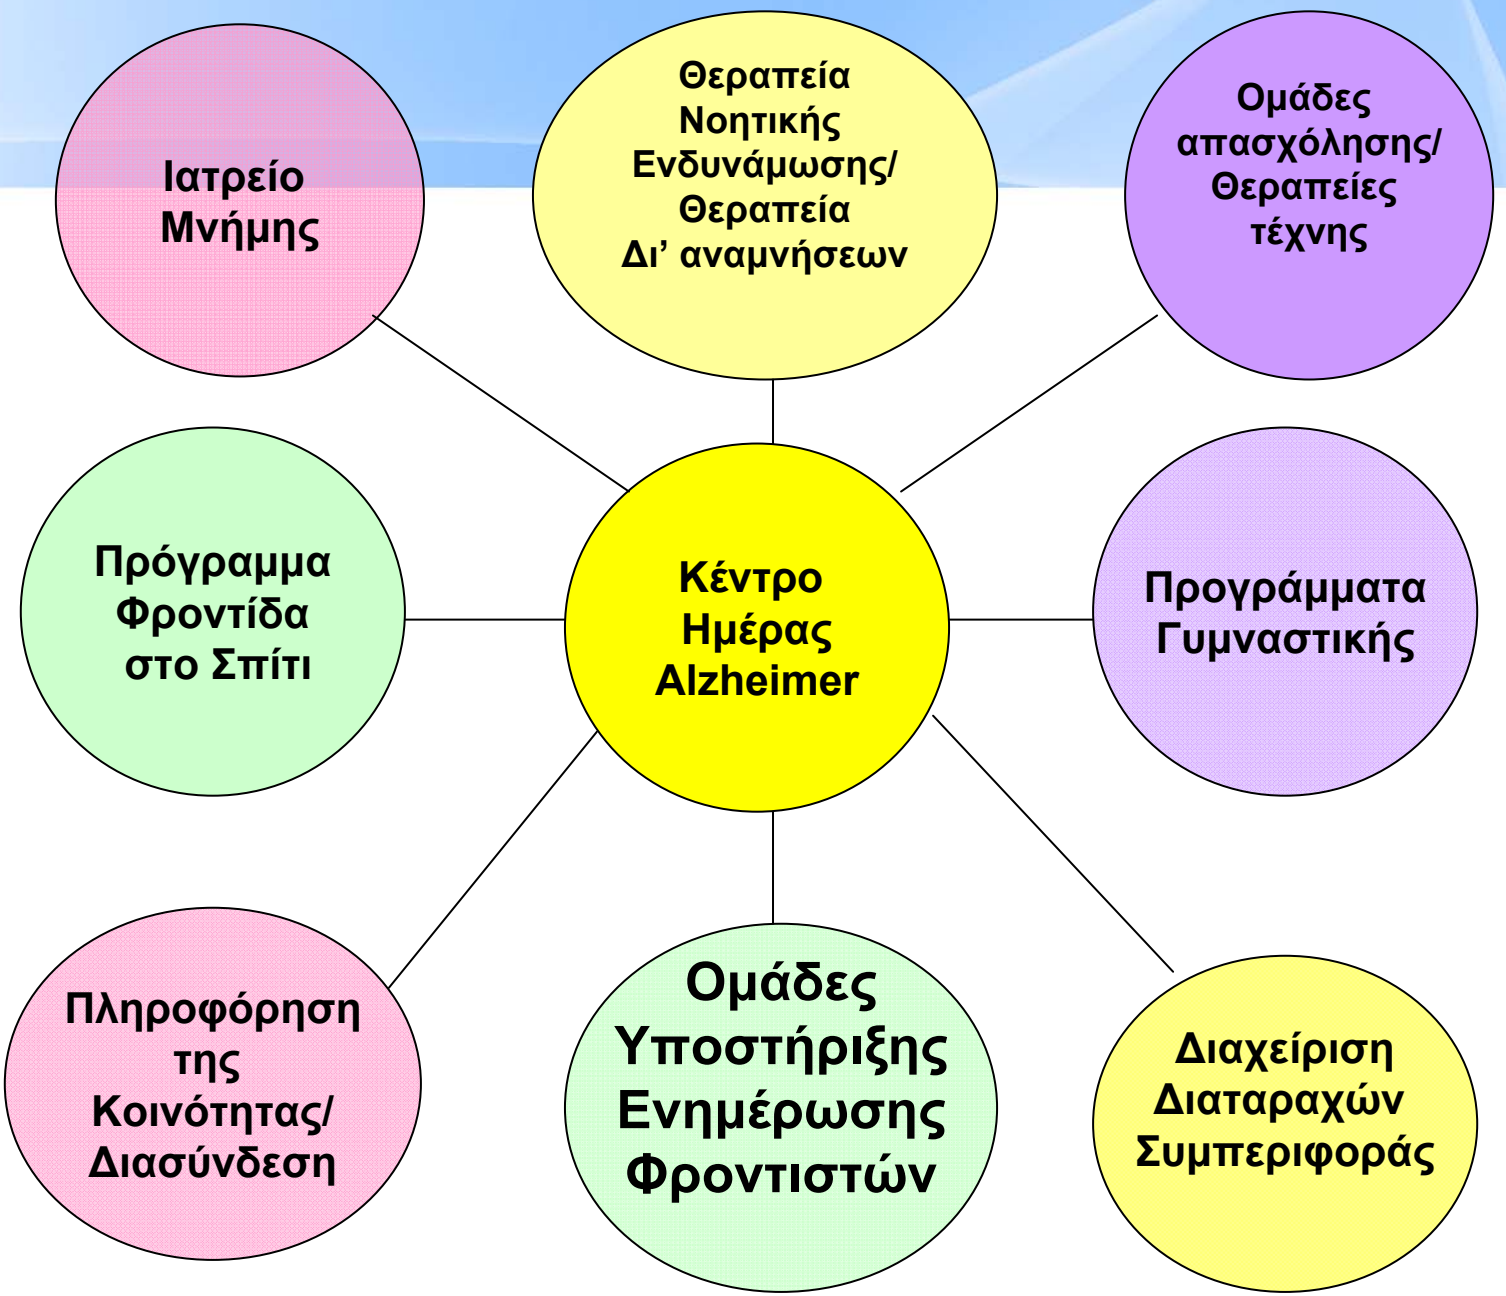 Ιατρείο
Μνήμης
Θεραπεία
Νοητικής
Ενδυνάμωσης/
Θεραπεία
Δι’ αναμνήσεων
Ομάδες
απασχόλησης/
Θεραπείες
τέχνης
Πρόγραμμα
Φροντίδα
στο Σπίτι
Κέντρο
Ημέρας
Alzheimer
Προγράμματα
Γυμναστικής
Πληροφόρηση
της
Κοινότητας/
Διασύνδεση
Ομάδες
Υποστήριξης
Ενημέρωσης
Φροντιστών
Διαχείριση
Διαταραχών
Συμπεριφοράς